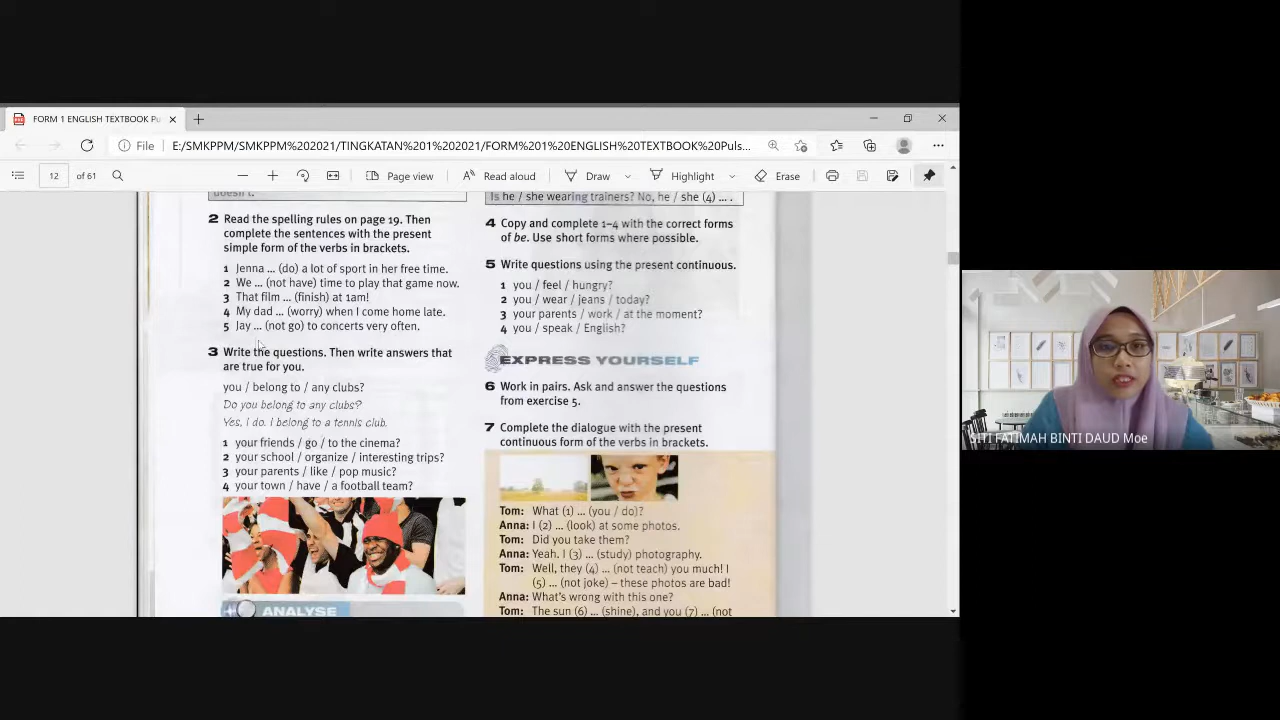 FORM 1 ENGLISH TEXTBOOK Pu
File
E:/SMKPPM/SMKPPM%202021/TINGKATAN%201%202021/FORM%201%20ENGLISH%20TEXTBOOK%20Puls...
12 of 61
Page view
Read aloud
Draw
Highlight
Erase
doesn't.
2 Read the spelling rules on page 19. Then
complete the sentences with the present
simple form of the verbs in brackets.
1 Jenna ... (do) a lot of sport in her free time.
2 We ... (not have) time to play that game now.
3 That film ... (finish) at 1am!
4 My dad ... (worry) when I come home late.
5 Jay ... (not go) to concerts very often.
3 Write the questions. Then write answers that
are true for you.
you / belong to / any clubs?
Do you belong to any clubs?
Yes, I do. I belong to a tennis club.
1 your friends / go / to the cinema?
2 your school / organize / interesting trips?
3 your parents / like / pop music?
4 your town / have / a football team?
ANALYSE
Is he / she wearing trainers? No, he / she (4) ... .
4 Copy and complete 1–4 with the correct forms
of be. Use short forms where possible.
5 Write questions using the present continuous.
1 you / feel / hungry?
2 you / wear / jeans / today?
3 your parents / work / at the moment?
4 you / speak / English?
EXPRESS YOURSELF
6 Work in pairs. Ask and answer the questions
from exercise 5.
7 Complete the dialogue with the present
continuous form of the verbs in brackets.
Tom: What (1) ... (you / do)?
Anna: I (2) ... (look) at some photos.
Tom: Did you take them?
Anna: Yeah. I (3) ... (study) photography.
Tom: Well, they (4) ... (not teach) you much! I
(5) ... (not joke) – these photos are bad!
Anna: What's wrong with this one?
Tom: The sun (6) ... (shine), and you (7) ... (not
SITI FATIMAH BINTI DAUD Moe